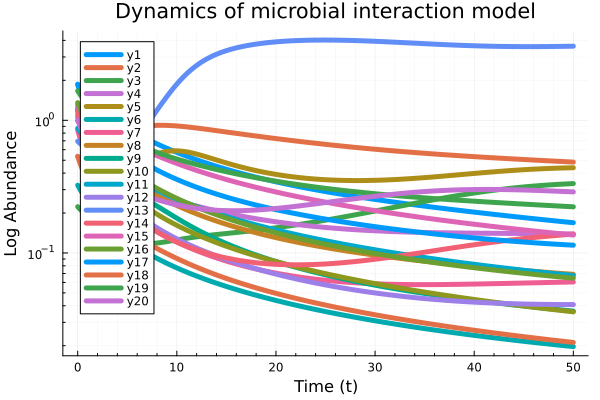 Dynamics of microbial interaction model
Log Abundance
10⁰
10⁻¹
y1
y2
y3
y4
y5
y6
y7
y8
y9
y10
y11
y12
y13
y14
y15
y16
y17
y18
y19
y20
0 10 20 30 40 50
Time (t)